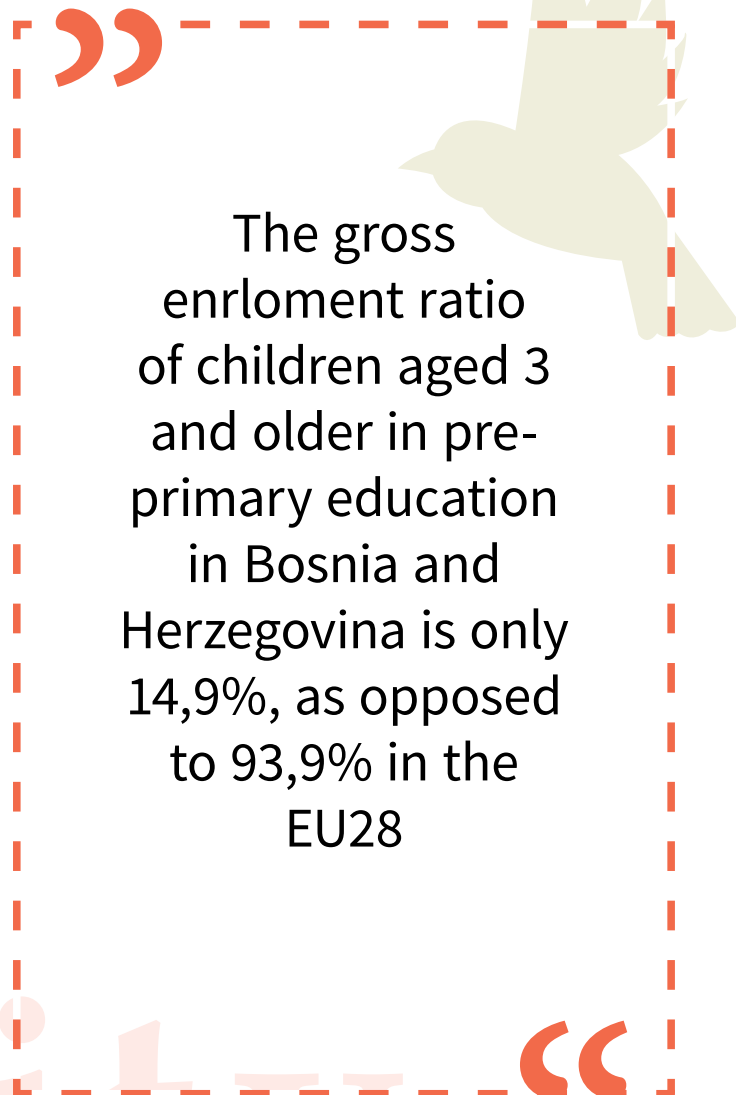 The gross
enrloment ratio
of children aged 3
and older in pre-
primary education
in Bosnia and
Herzegovina is only
14,9%, as opposed
to 93,9% in the
EU28